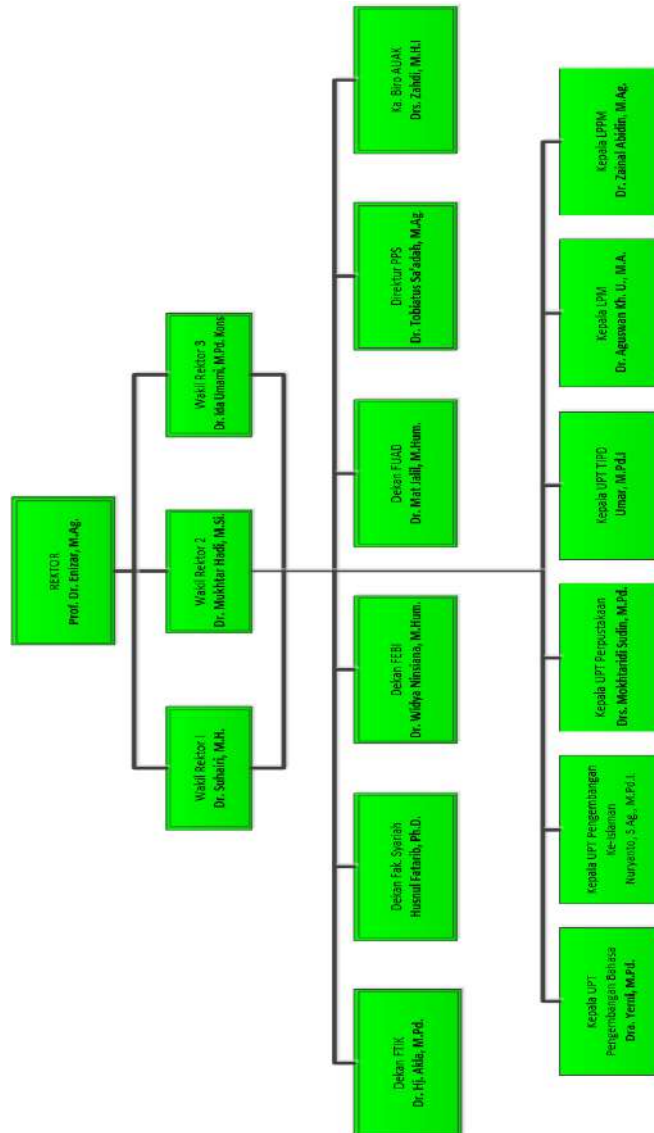 REKTOR
Prof. Dr. Enizar, M.Ag.
Wakil Rektor I
Dr. Suhairi, M.H.
Wakil Rektor 2
Dr. Mukhtar Hadi, M.Si.
Wakil Rektor 3
Dr. Ida Umami, M.Pd. Kons
Dekan FTIK
Dr. Hj. Akla, M.Pd.
Dekan Fak. Syariah
Husnul Fatarib, Ph.D.
Dekan FEBI
Dr. Widya Ninsiana, M.Hum.
Dekan FUAD
Dr. Mat Jalil, M.Hum.
Direktur PPS
Dr. Tobiatus Sa'adah, M.Ag.
Ka. Biro AUAK
Drs. Zahdi, M.H.I
Kepala UPT
Pengembangan Bahasa
Dra. Yerni, M.Pd.
Kepala UPT Pengembangan
Ke-Islaman
Nuryanto, S.Ag., M.Pd.I.
Kepala UPT Perpustakaan
Drs. Mokhtaridi Sudin, M.Pd.
Kepala UPT TIPD
Umar, M.Pd.I
Kepala LPM
Dr. Aguswan Kh. U., M.A.
Kepala LPPM
Dr. Zainal Abidin, M.Ag.